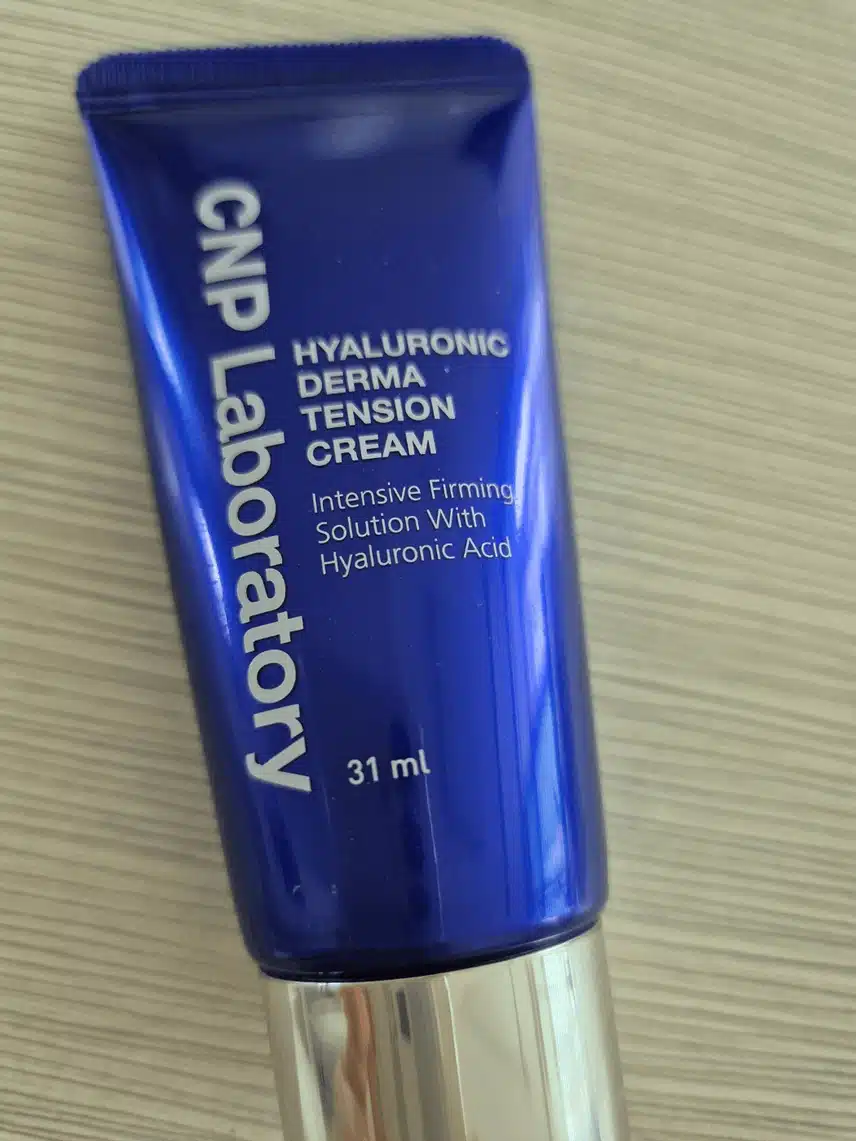 CNP Laboratory
HYALURONIC
DERMA
TENSION
CREAM
Intensive Firming
Solution With
Hyaluronic Acid
31 ml